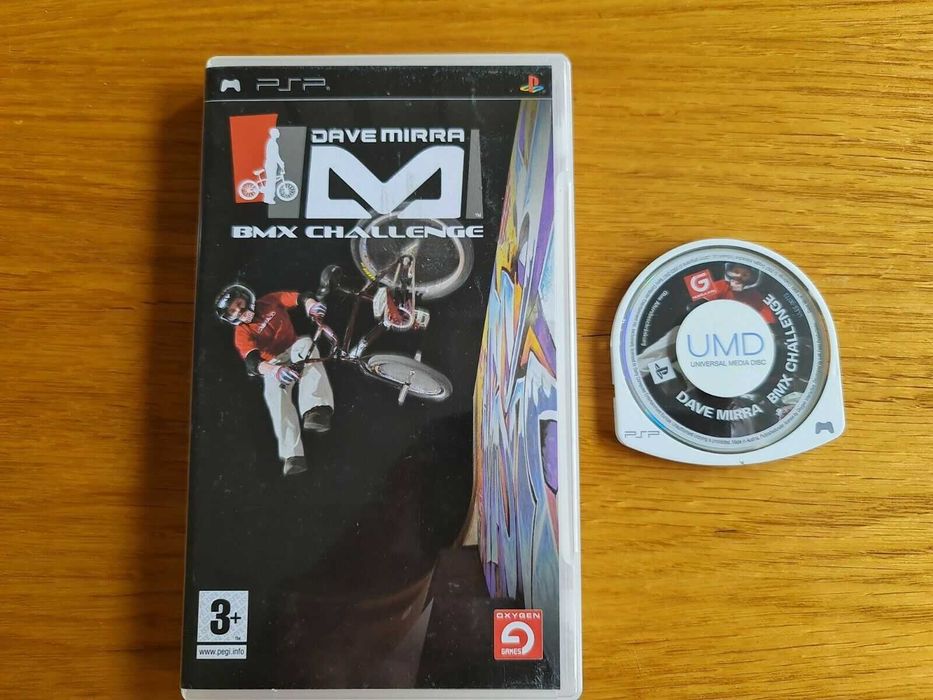 PSP
DAVE MIRRA
TM
BMX CHALLENGE
3+
www.pegi.info
OXYGEN
GAMES
UMD
UNIVERSAL MEDIA DISC
DAVE MIRRA BMX CHALLENGE
PSP